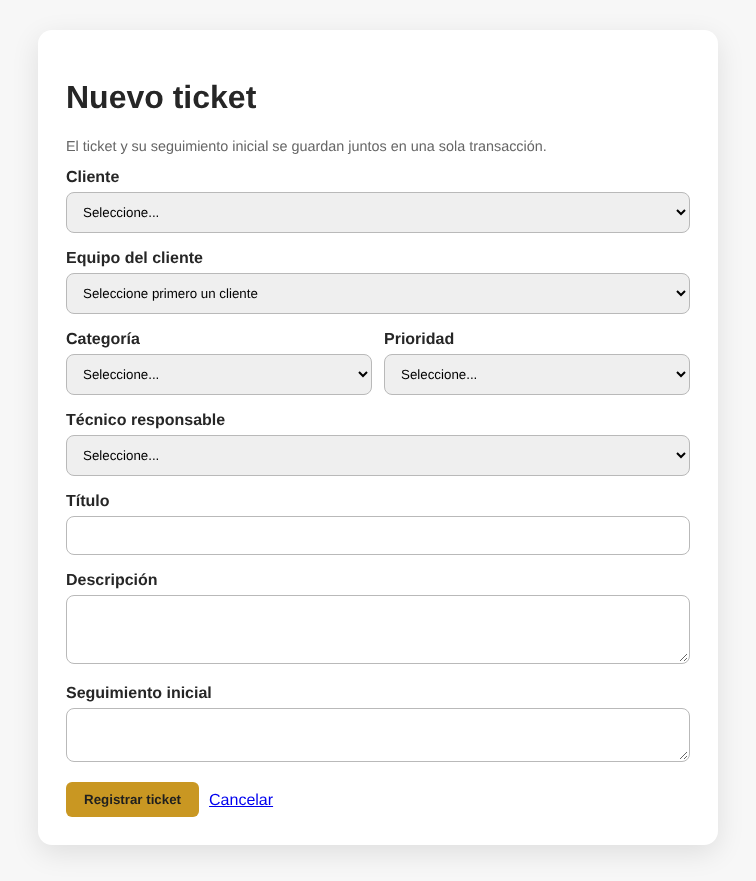 Nuevo ticket
El ticket y su seguimiento inicial se guardan juntos en una sola transacción.
Cliente
Seleccione...
Equipo del cliente
Seleccione primero un cliente
Categoría Prioridad
Seleccione... Seleccione...
Técnico responsable
Seleccione...
Título
Descripción
Seguimiento inicial
Registrar ticket Cancelar